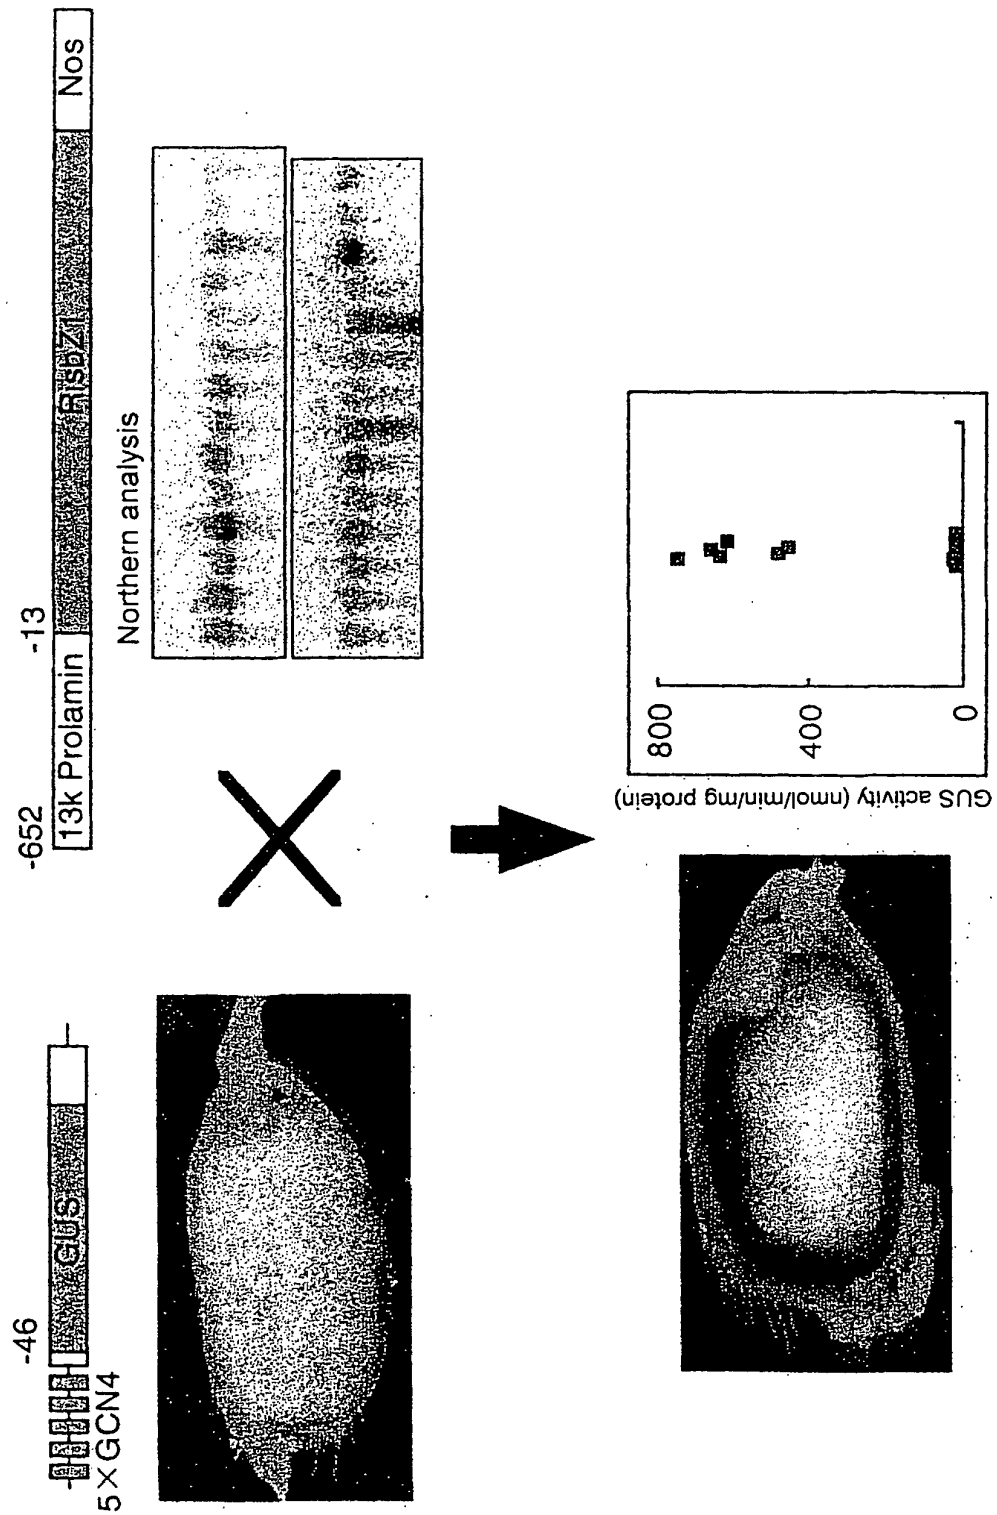 -46
GUS
5×GCN4
-652
-13
13k Prolamin
RisbZ1
Nos
Northern analysis
GUS activity (nmol/min/mg protein)
800
400
0